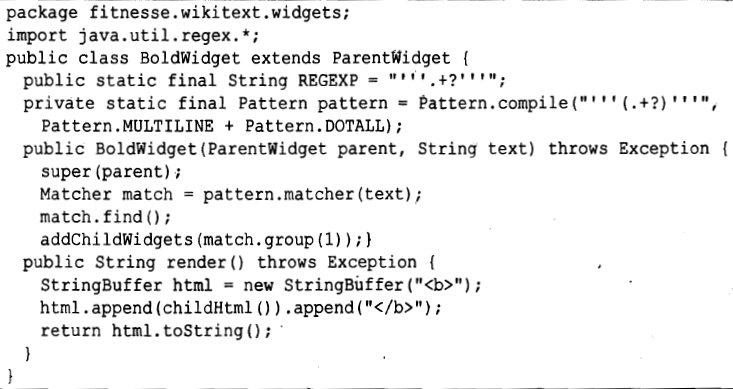 package fitnesse.wikitext.widgets;
import java.util.regex.*;
public class BoldWidget extends ParentWidget {
  public static final String REGEXP = "'''.+?'''";
  private static final Pattern pattern = Pattern.compile("'''(.+?)'''",
    Pattern.MULTILINE + Pattern.DOTALL);
  public BoldWidget(ParentWidget parent, String text) throws Exception {
    super(parent);
    Matcher match = pattern.matcher(text);
    match.find();
    addChildWidgets(match.group(1));}
  public String render() throws Exception {
    StringBuffer html = new StringBuffer("<b>");
    html.append(childHtml()).append("</b>");
    return html.toString();
  }
}